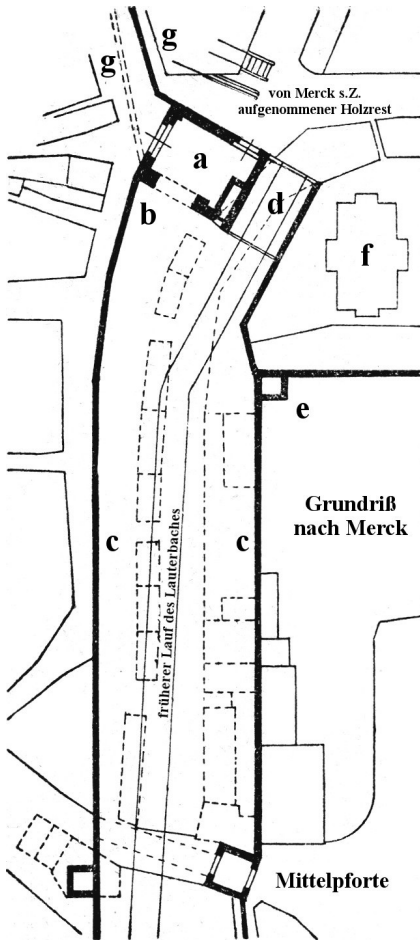 g
g
von Merck s.Z.
aufgenommener Holzrest
a
d
b
f
e
Grundriß
nach Merck
c
c
früherer Lauf des Lauterbaches
Mittelpforte